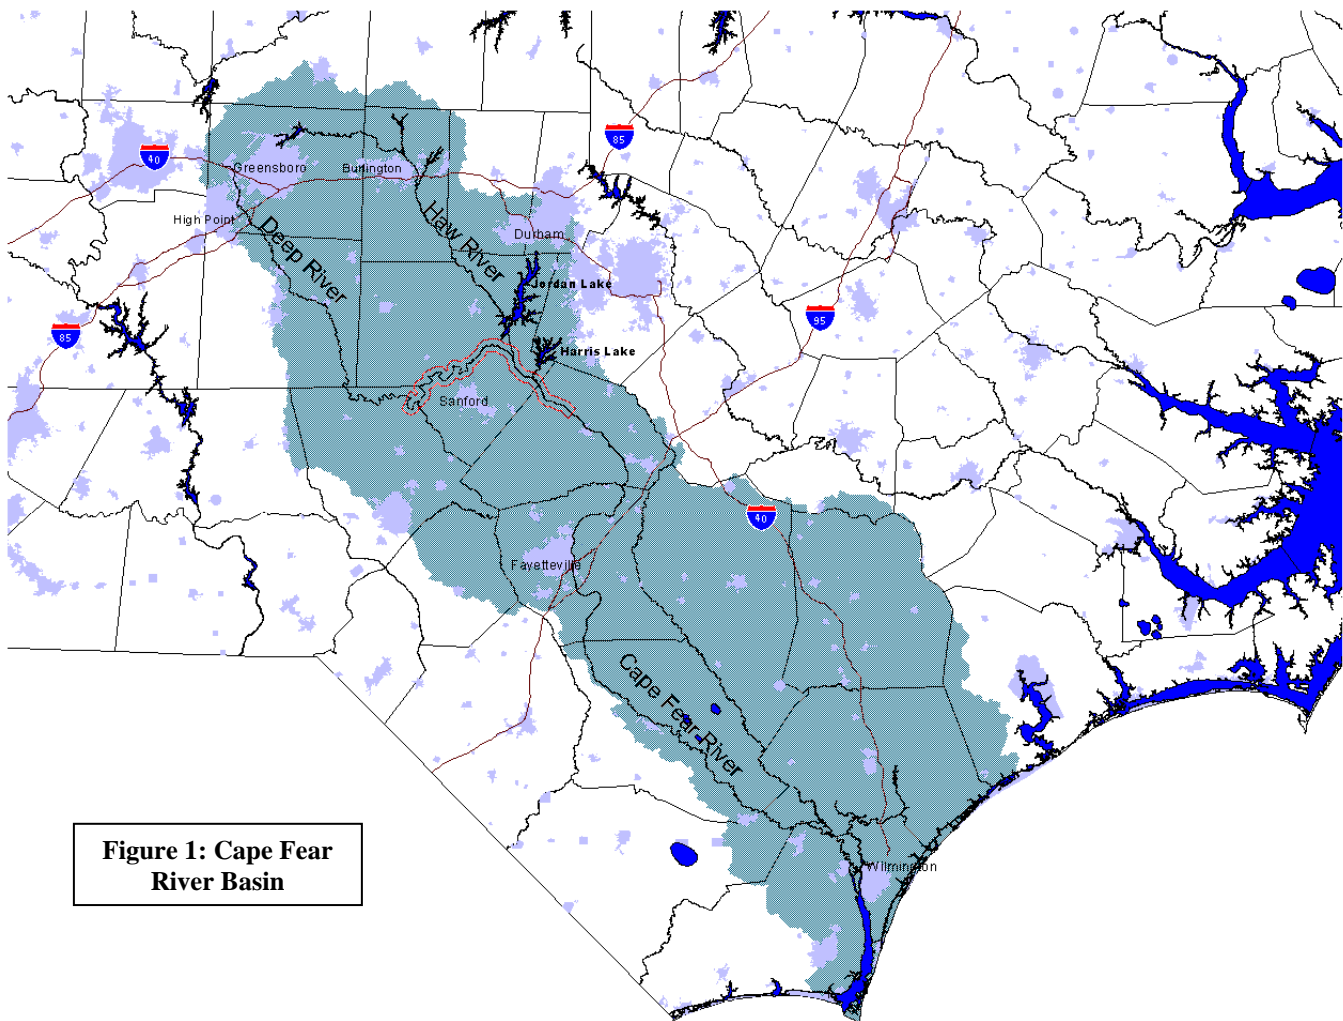 85
40
Greensboro
Burlington
High Point
Haw River
Durham
Deep River
Jordan Lake
95
85
Harris Lake
Sanford
40
Fayetteville
Cape Fear River
Figure 1: Cape Fear
River Basin
Wilmington